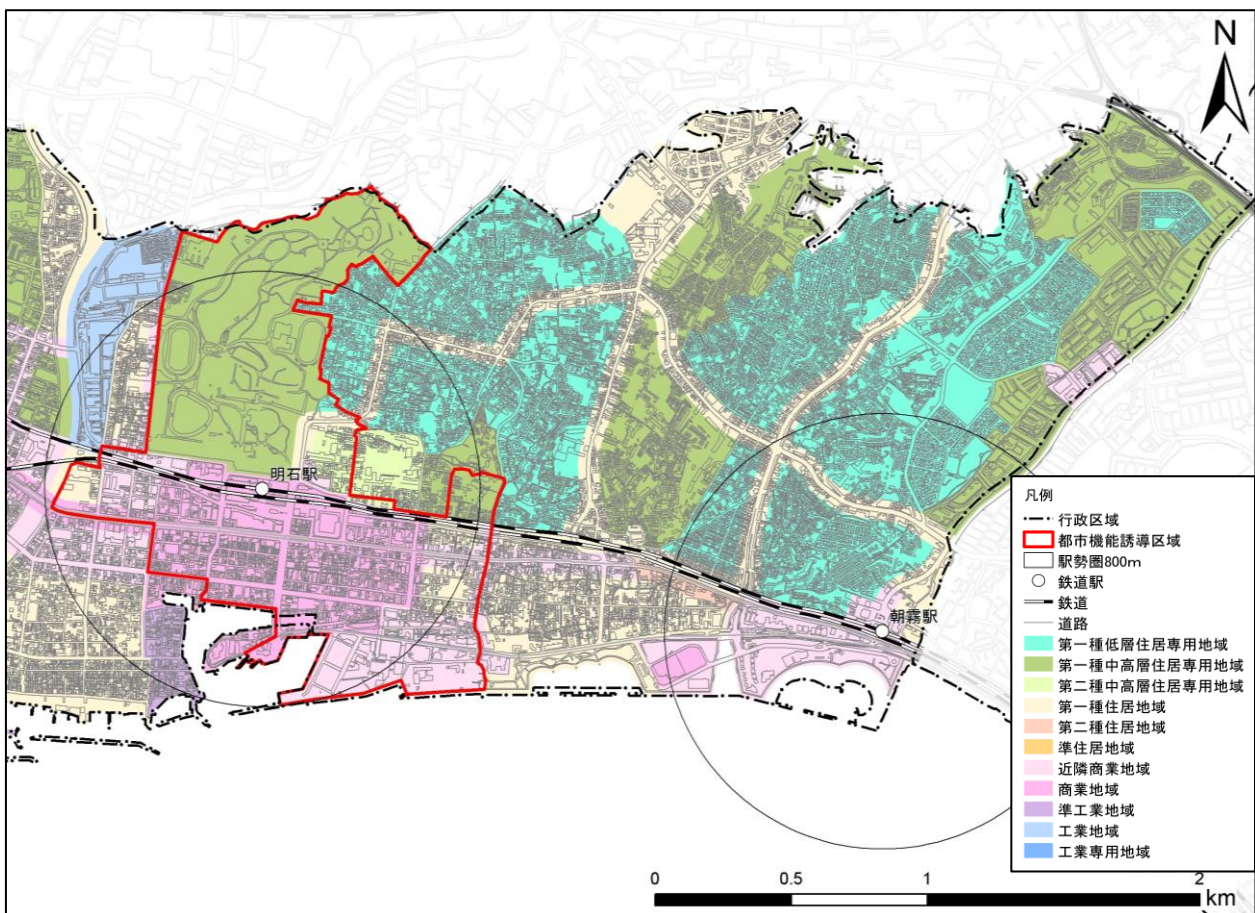 N
明石駅
朝霧駅
凡例
行政区域
都市機能誘導区域
駅勢圏800m
鉄道駅
鉄道
道路
第一種低層住居専用地域
第一種中高層住居専用地域
第二種中高層住居専用地域
第一種住居地域
第二種住居地域
準住居地域
近隣商業地域
商業地域
準工業地域
工業地域
工業専用地域
0 0.5 1 2
km